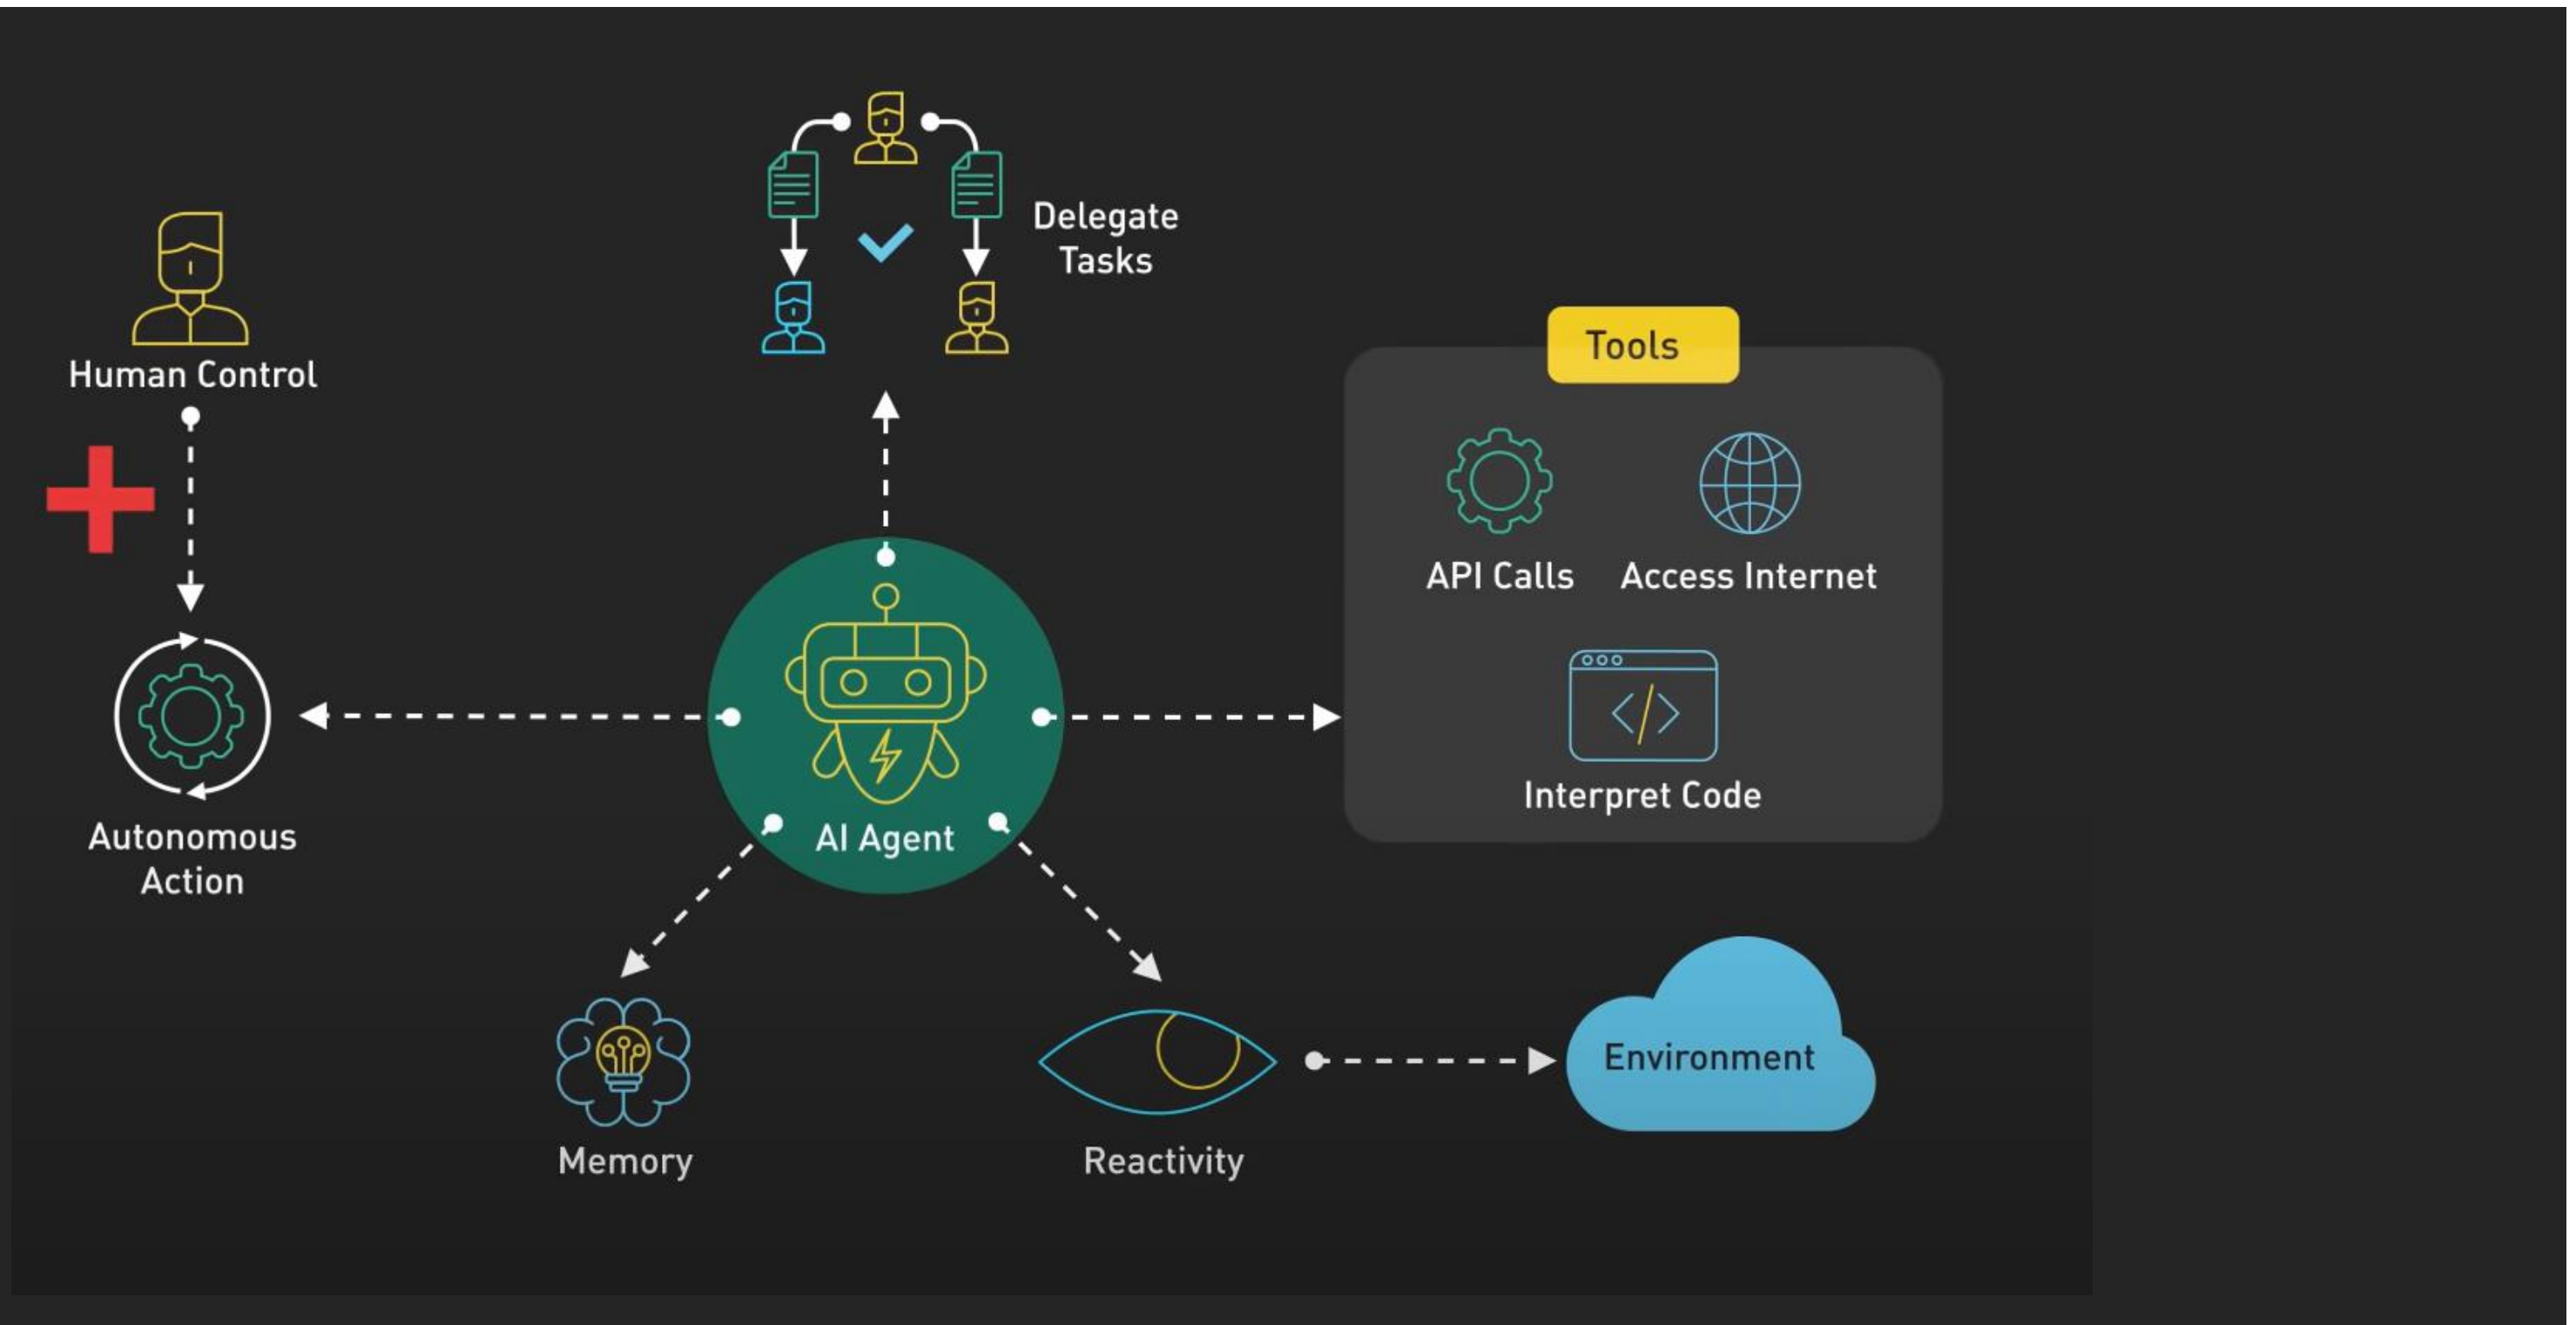 Delegate
Tasks
Human Control
Tools
API Calls
Access Internet
Interpret Code
AI Agent
Autonomous
Action
Environment
Memory
Reactivity